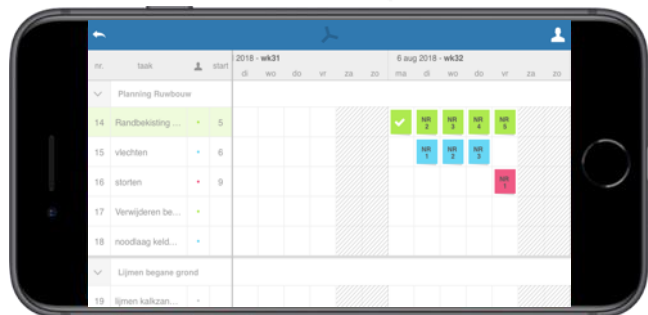 2018 - wk31 6 aug 2018 - wk32
nr. taak start di wo do vr za zo ma di wo do vr za zo
Planning Ruwbouw
14 Randbekisting ... 5 NR 2 NR 3 NR 4 NR 5
15 vlechten 6 NR 1 NR 2 NR 3
16 storten 9 NR 1
17 Verwijderen be...
18 noodlaag keld...
Lijmen begane grond
19 lijmen kalkzan...